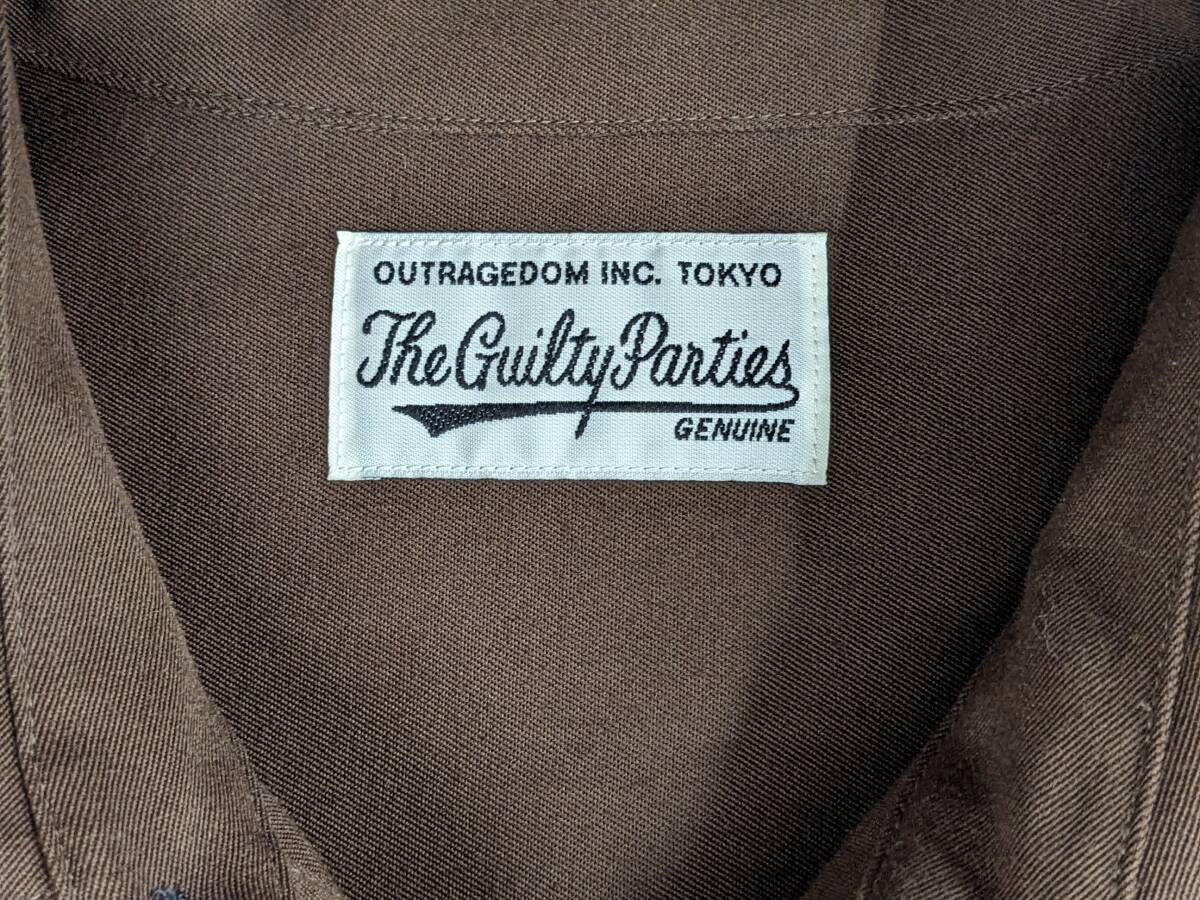 OUTRAGEDOM INC. TOKYO
The Guilty Parties
GENUINE